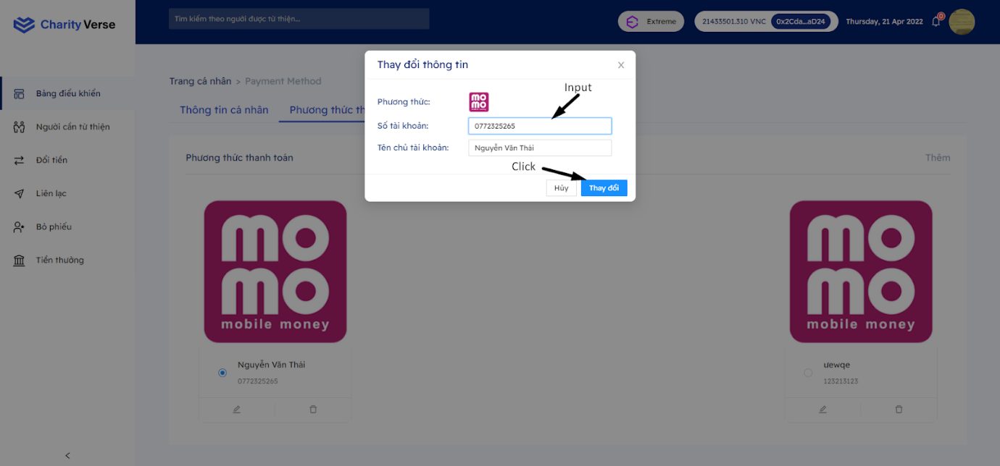 Charity Verse
Tìm kiếm theo người được từ thiện...
Extreme
21433501.310 VNC 0x2Cda...aD24
Thursday, 21 Apr 2022
0
Bảng điều khiển
Người cần từ thiện
Đổi tiền
Liên lạc
Bỏ phiếu
Tiền thưởng
Trang cá nhân > Payment Method
Thông tin cá nhân Phương thức th
Phương thức thanh toán Thêm
Thay đổi thông tin X
Input
Phương thức:
mo
mo
mobile money
Số tài khoản: 0772325265
Tên chủ tài khoản: Nguyễn Văn Thái
Click
Hủy Thay đổi
mo
mo
mobile money
Nguyễn Văn Thái
0772325265
mo
mo
mobile money
ưewqe
123213123